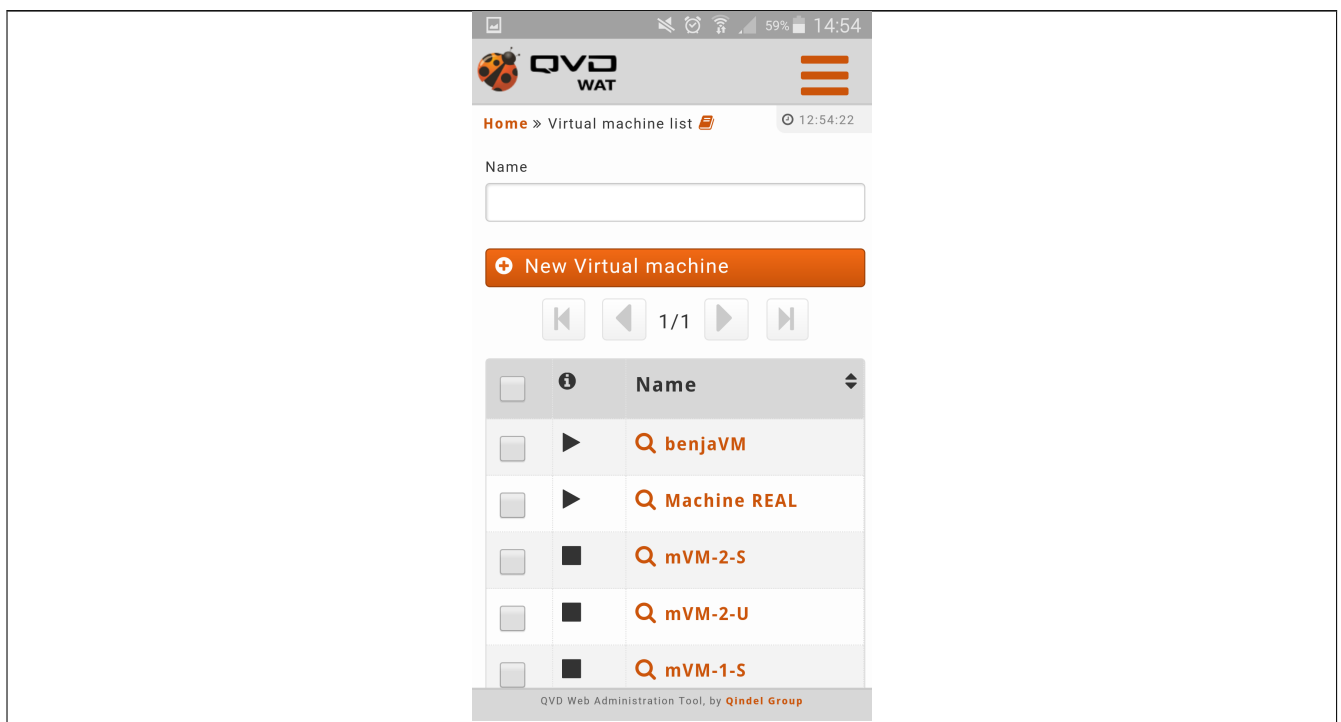 59% 14:54
QVD
WAT
Home » Virtual machine list 12:54:22
Name
New Virtual machine
1/1
Name
benjaVM
Machine REAL
mVM-2-S
mVM-2-U
mVM-1-S
QVD Web Administration Tool, by Qindel Group